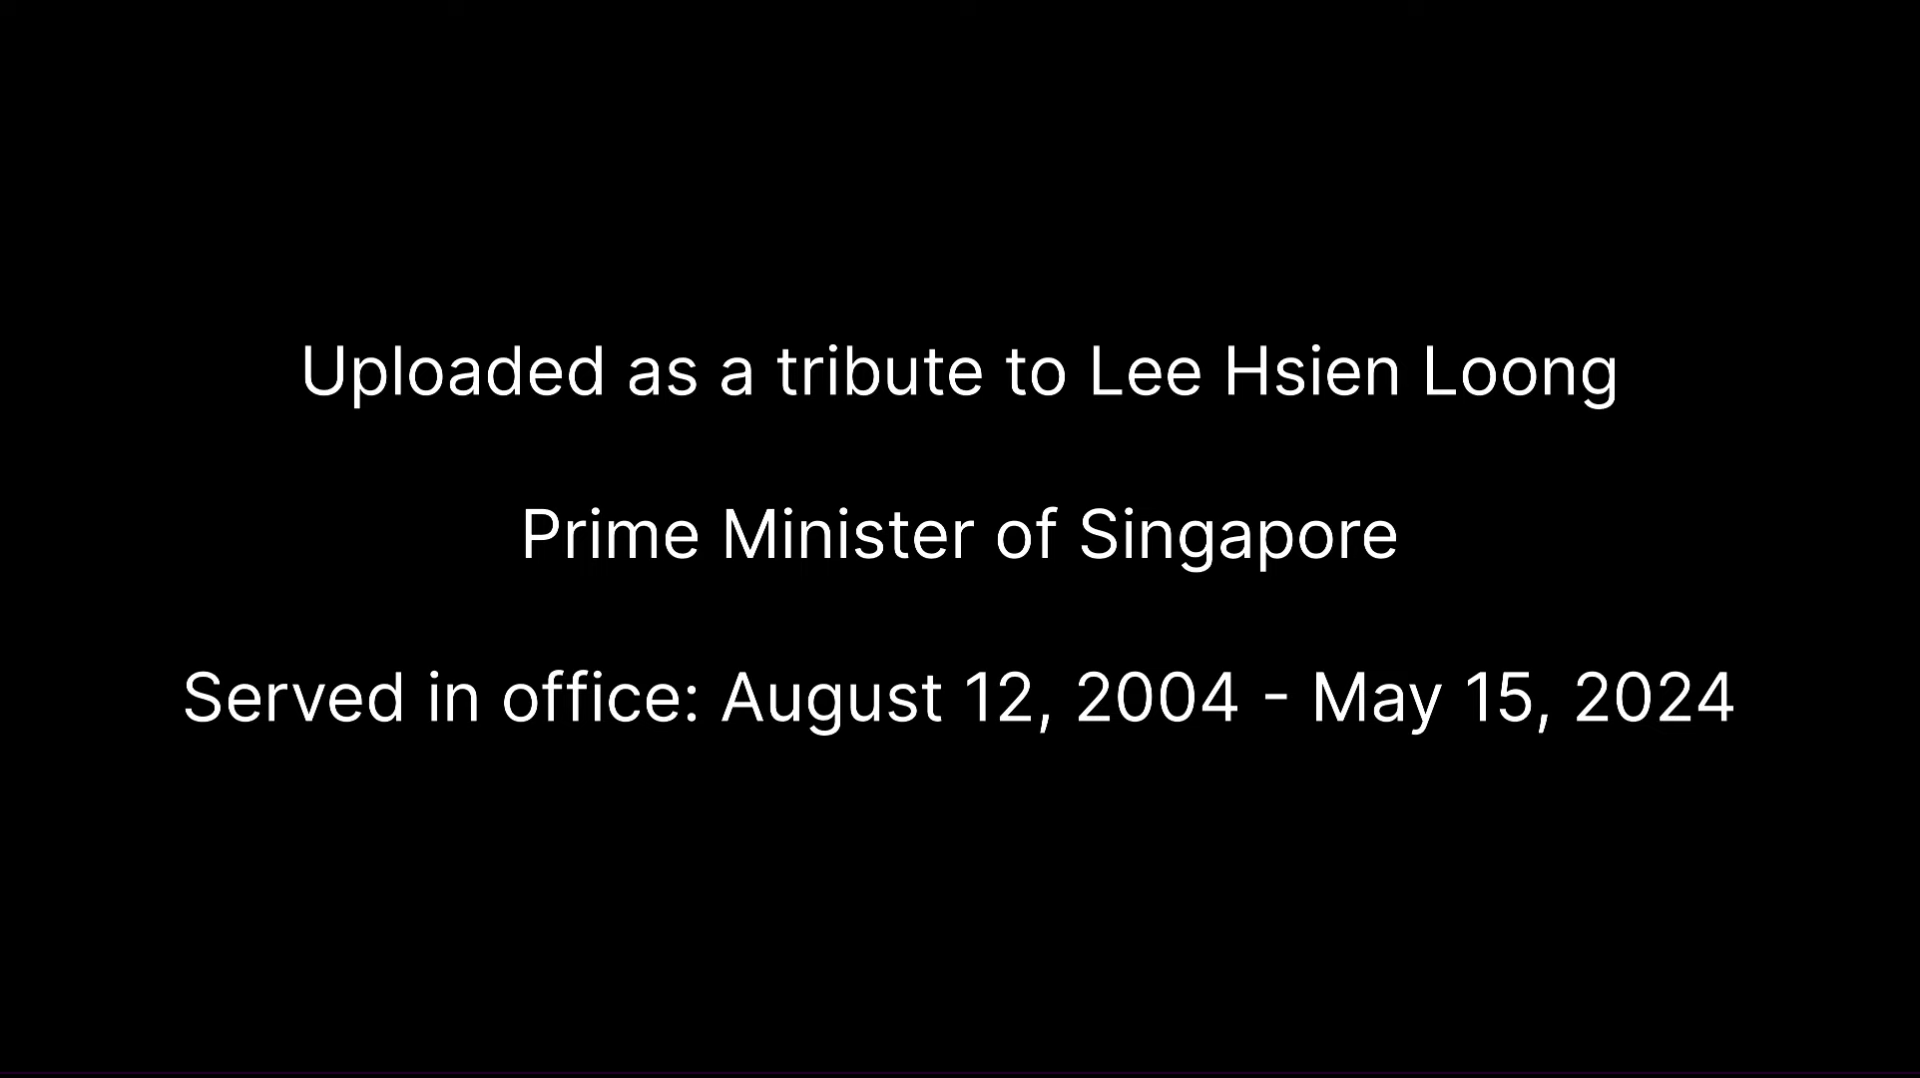 Uploaded as a tribute to Lee Hsien Loong
Prime Minister of Singapore
Served in office: August 12, 2004 - May 15, 2024